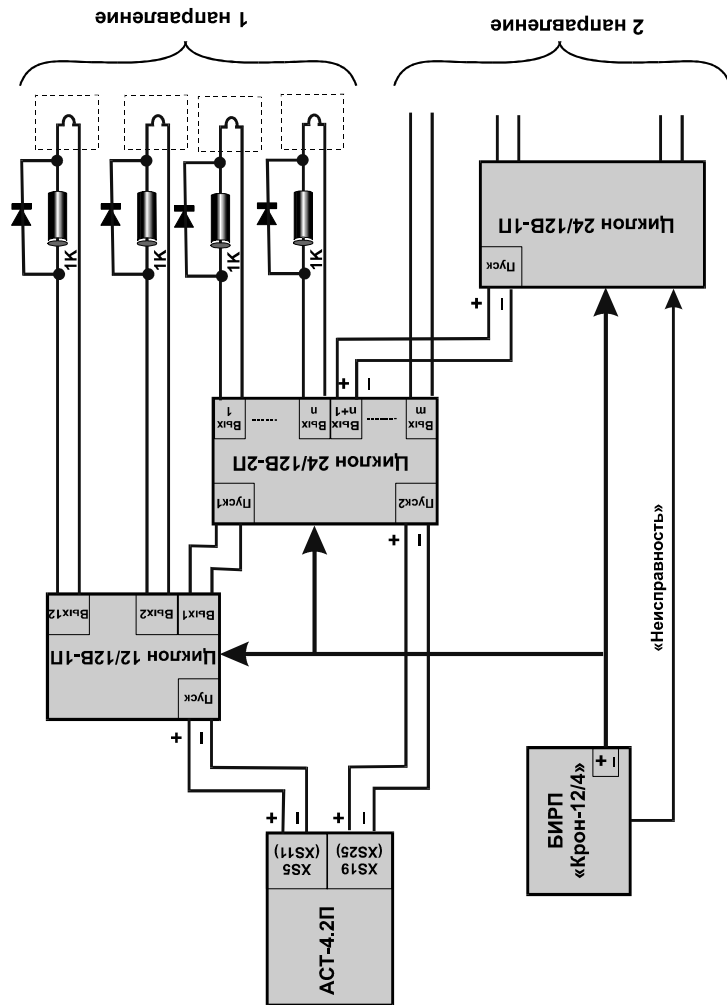 1 направление
2 направление
1К
1К
1К
1К
Циклон 24/12В-1П
Пуск
+
–
+
–
Вых
1
Вых
n
Вых
n+1
Вых
m
Циклон 24/12В-2П
Пуск1
Пуск2
+
–
«Неисправность»
Вых12
Вых2
Вых1
Циклон 12/12В-1П
Пуск
+
–
+
–
+
–
XS5
(XS11)
XS19
(XS25)
АСТ-4.2П
+
–
БИРП
«Крон-12/4»